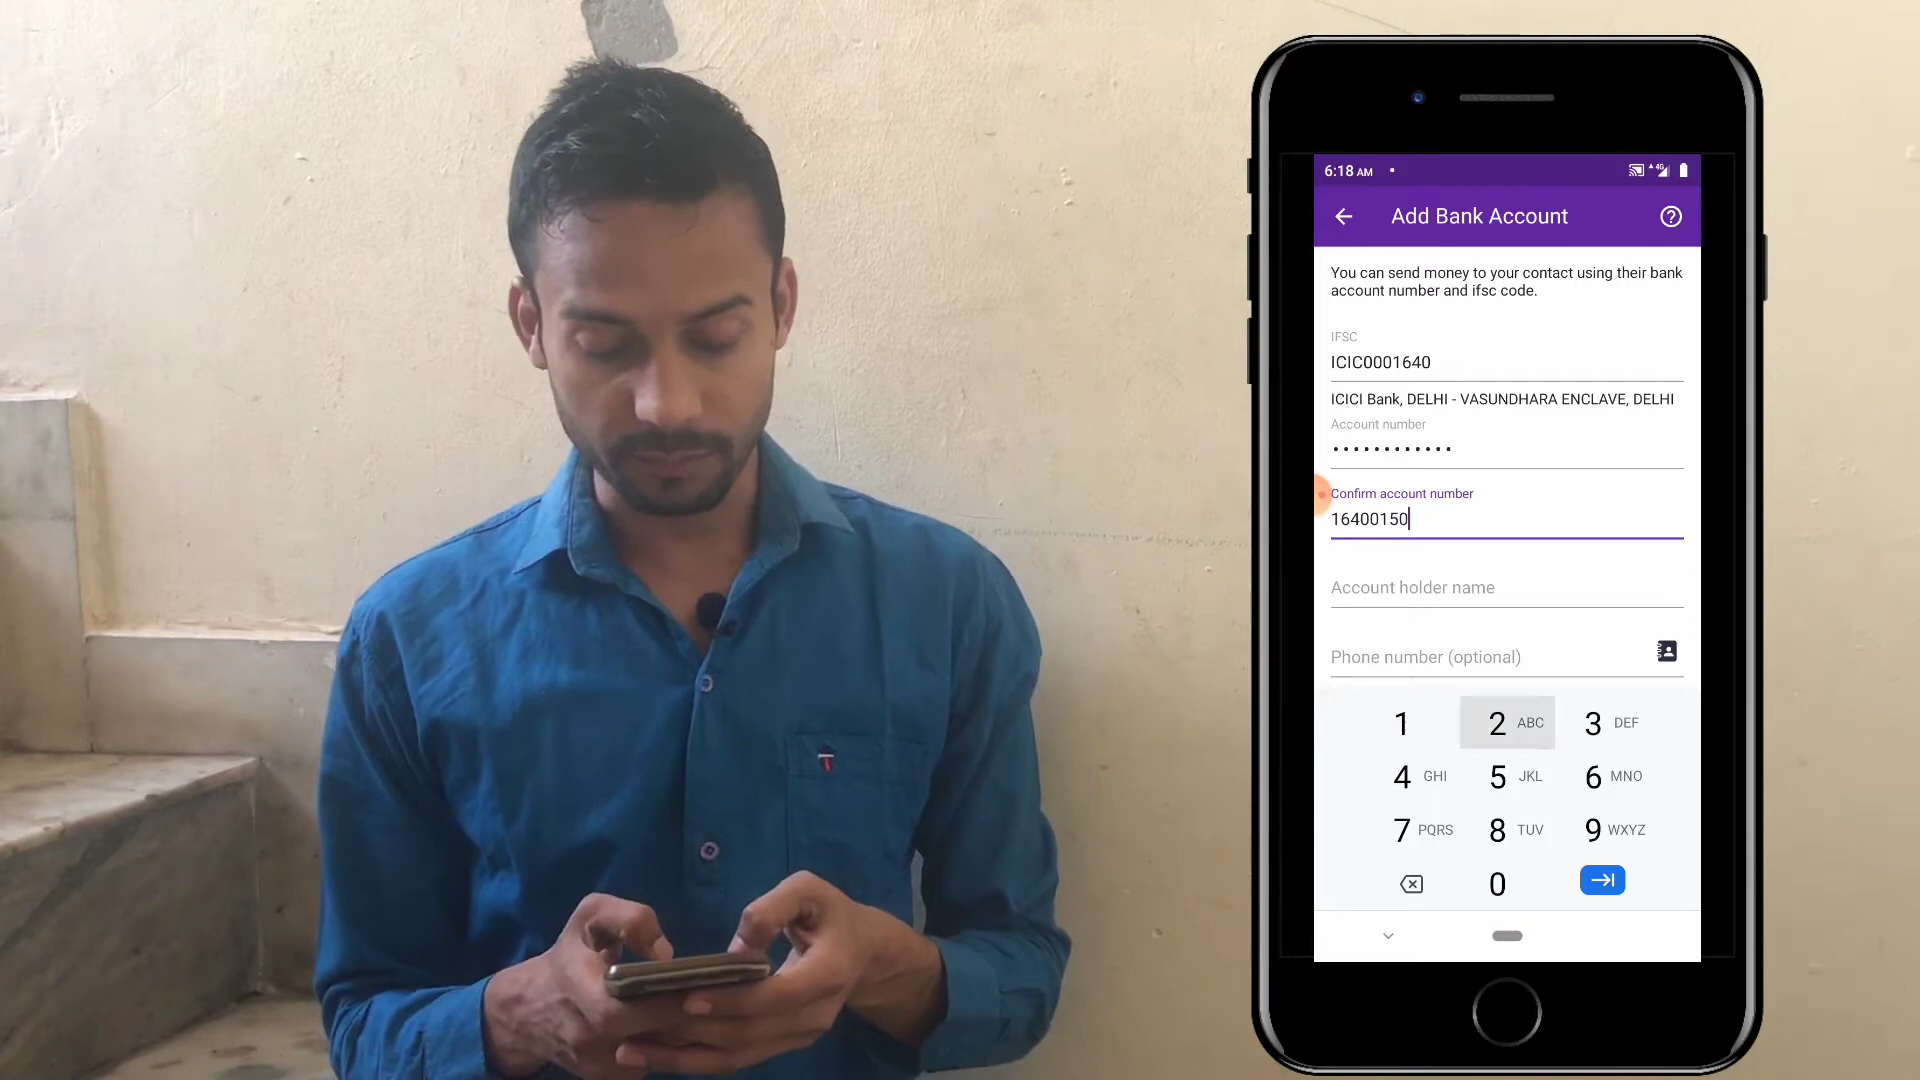 6:18 AM
4G
Add Bank Account
You can send money to your contact using their bank
account number and ifsc code.
IFSC
ICIC0001640
ICICI Bank, DELHI - VASUNDHARA ENCLAVE, DELHI
Account number
••••••••••••
Confirm account number
16400150
Account holder name
Phone number (optional)
1 2 ABC 3 DEF
4 GHI 5 JKL 6 MNO
7 PQRS 8 TUV 9 WXYZ
0